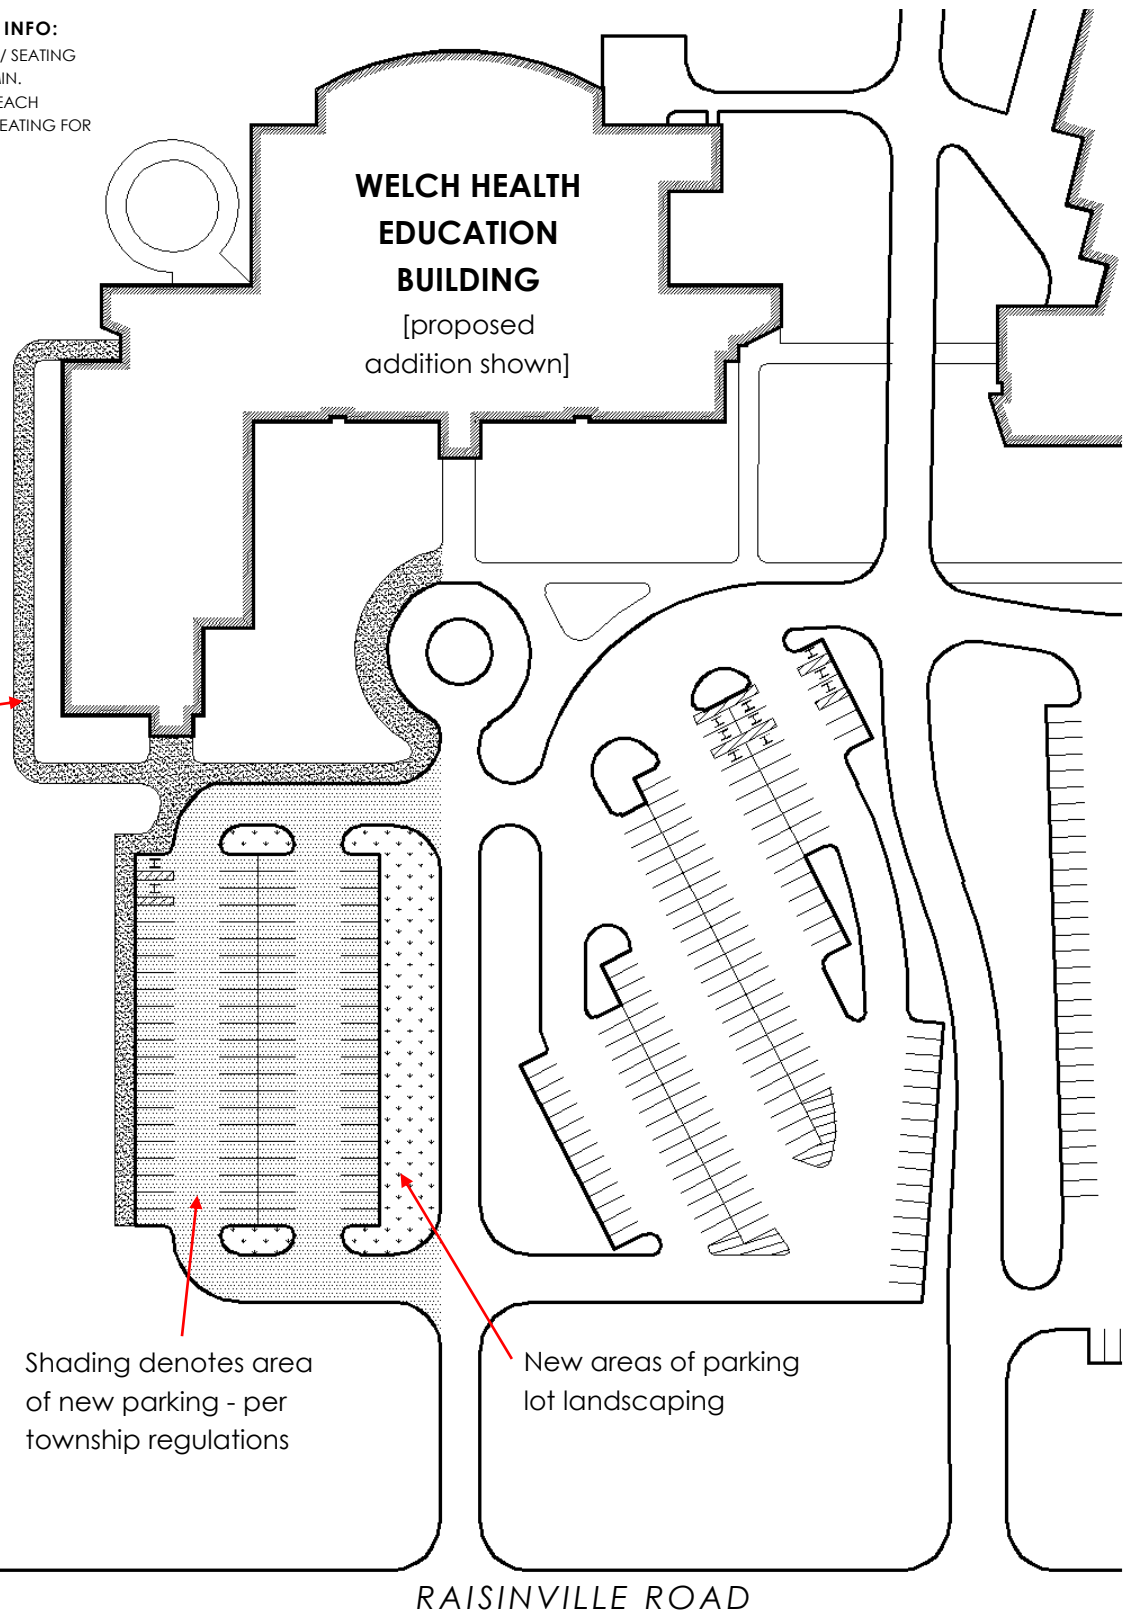 INFO:
/ SEATING
MIN.
EACH
EATING FOR
WELCH HEALTH
EDUCATION
BUILDING
[proposed
addition shown]
Shading denotes area
of new parking - per
township regulations
New areas of parking
lot landscaping
RAISINVILLE ROAD